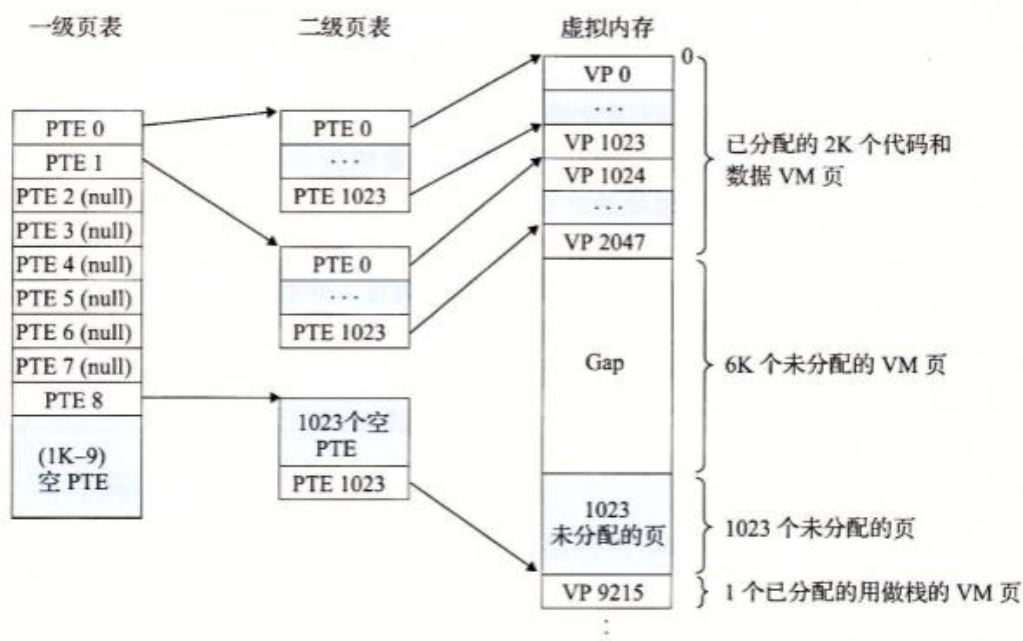 一级页表
二级页表
虚拟内存
PTE 0
PTE 1
PTE 2 (null)
PTE 3 (null)
PTE 4 (null)
PTE 5 (null)
PTE 6 (null)
PTE 7 (null)
PTE 8
(1K–9)
空 PTE
PTE 0
...
PTE 1023
PTE 0
...
PTE 1023
1023个空
PTE
PTE 1023
0
VP 0
...
VP 1023
VP 1024
...
VP 2047
Gap
1023
未分配的页
VP 9215
⋮
已分配的 2K 个代码和
数据 VM 页
6K 个未分配的 VM 页
1023 个未分配的页
1 个已分配的用做栈的 VM 页